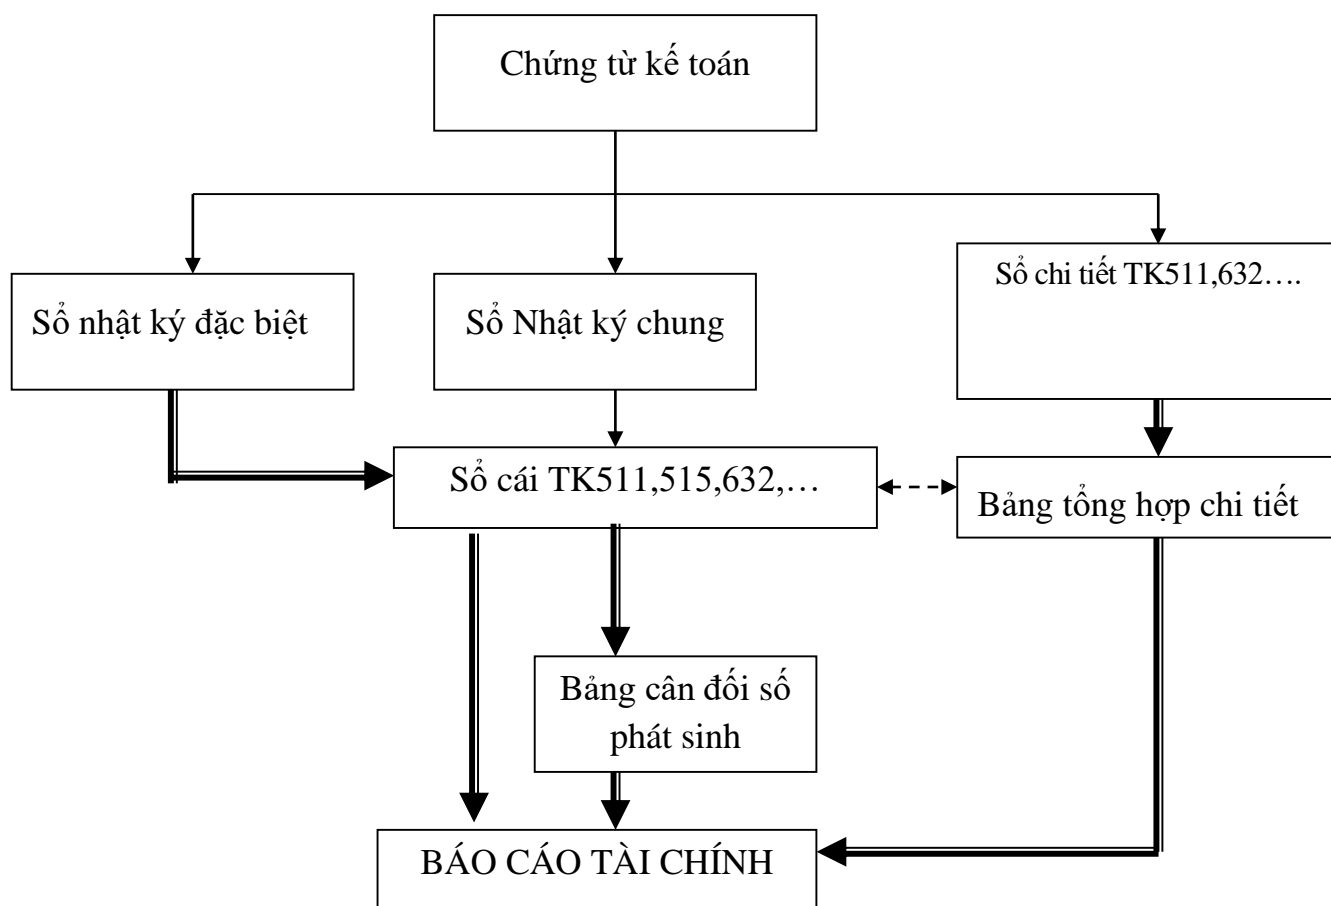 Chứng từ kế toán
Sổ nhật ký đặc biệt
Sổ Nhật ký chung
Sổ chi tiết TK511,632….
Sổ cái TK511,515,632,…
Bảng tổng hợp chi tiết
Bảng cân đối số
phát sinh
BÁO CÁO TÀI CHÍNH